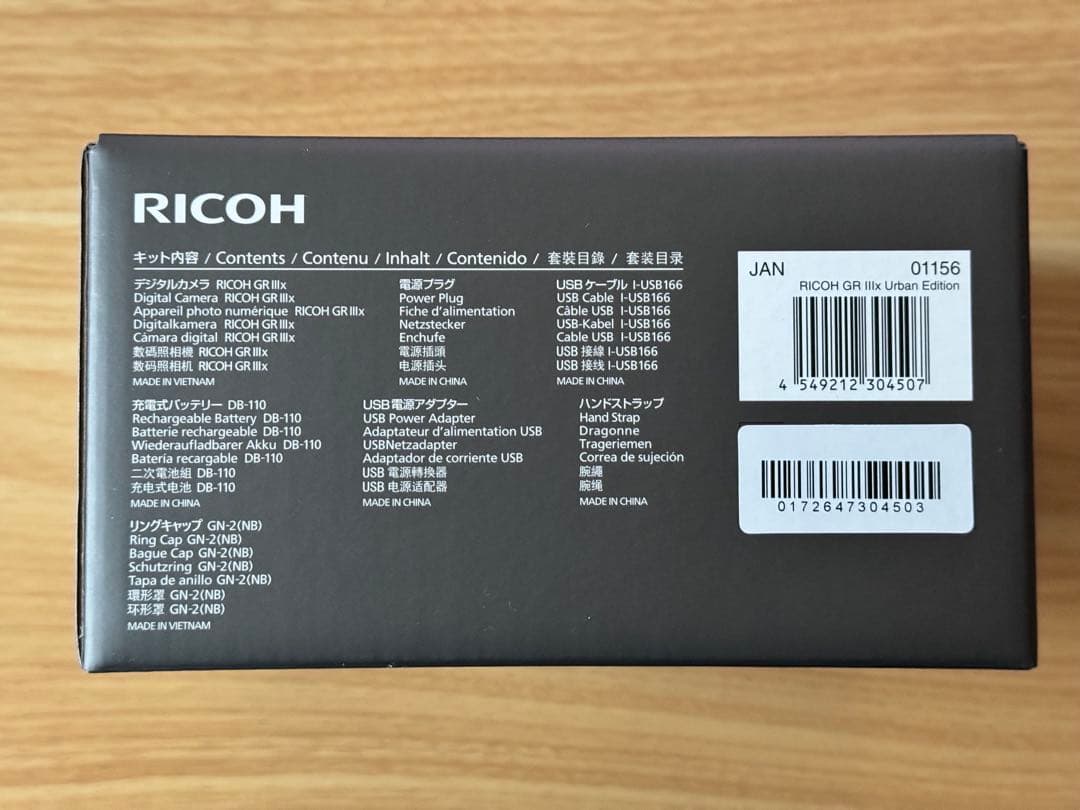 RICOH
キット内容 / Contents / Contenu / Inhalt / Contenido / 套裝目錄 / 套装目录
デジタルカメラ RICOH GR IIIx
Digital Camera RICOH GR IIIx
Appareil photo numérique RICOH GR IIIx
Digitalkamera RICOH GR IIIx
Cámara digital RICOH GR IIIx
數碼照相機 RICOH GR IIIx
数码照相机 RICOH GR IIIx
MADE IN VIETNAM
電源プラグ
Power Plug
Fiche d'alimentation
Netzstecker
Enchufe
電源插頭
电源插头
MADE IN CHINA
USBケーブル I-USB166
USB Cable I-USB166
Câble USB I-USB166
USB-Kabel I-USB166
Cable USB I-USB166
USB 接線 I-USB166
USB 接线 I-USB166
MADE IN CHINA
充電式バッテリー DB-110
Rechargeable Battery DB-110
Batterie rechargeable DB-110
Wiederaufladbarer Akku DB-110
Batería recargable DB-110
二次電池組 DB-110
充电式电池 DB-110
MADE IN CHINA
USB電源アダプター
USB Power Adapter
Adaptateur d'alimentation USB
USBNetzadapter
Adaptador de corriente USB
USB 電源轉換器
USB 电源适配器
MADE IN CHINA
ハンドストラップ
Hand Strap
Dragonne
Trageriemen
Correa de sujeción
腕繩
腕绳
MADE IN CHINA
リングキャップ GN-2(NB)
Ring Cap GN-2(NB)
Bague Cap GN-2(NB)
Schutzring GN-2(NB)
Tapa de anillo GN-2(NB)
環形罩 GN-2(NB)
环形罩 GN-2(NB)
MADE IN VIETNAM
JAN 01156
RICOH GR IIIx Urban Edition
4 549212 304507
0172647304503